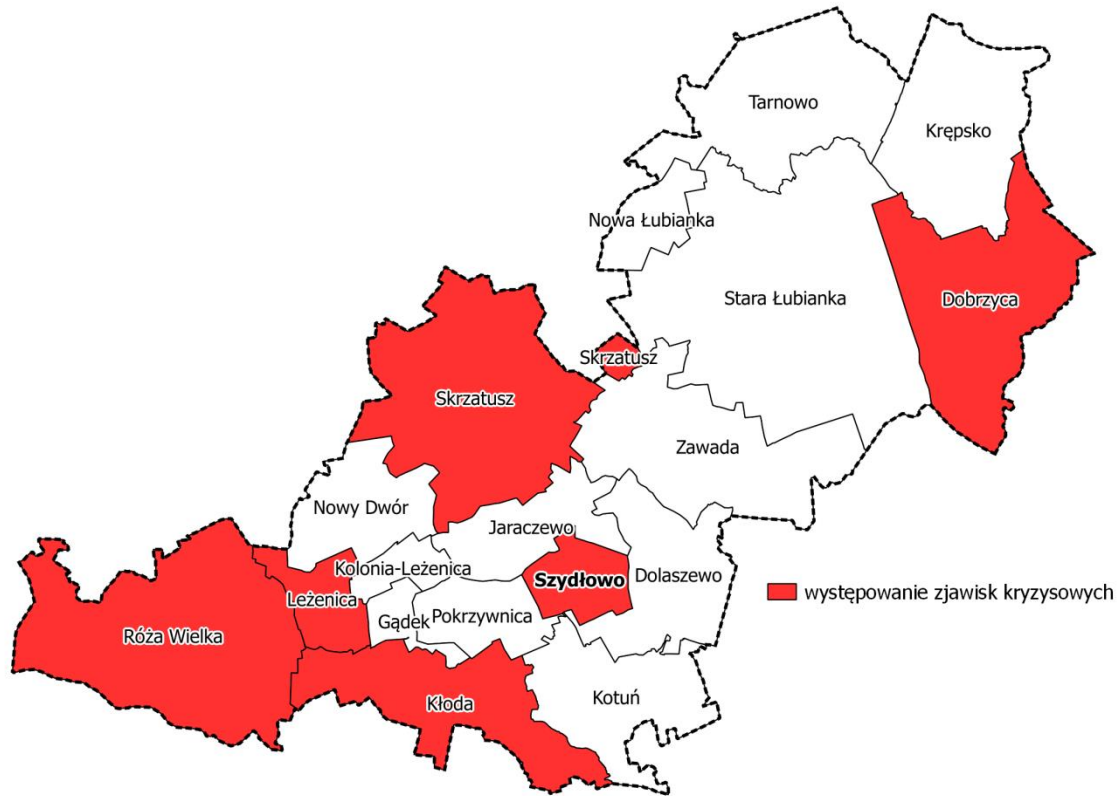 Tarnowo
Krępsko
Nowa Łubianka
Stara Łubianka
Dobrzyca
Skrzatusz
Skrzatusz
Zawada
Nowy Dwór
Jaraczewo
Kolonia-Leżenica
Szydłowo
Dolaszewo
występowanie zjawisk kryzysowych
Leżenica
Gądek
Pokrzywnica
Róża Wielka
Kłoda
Kotuń